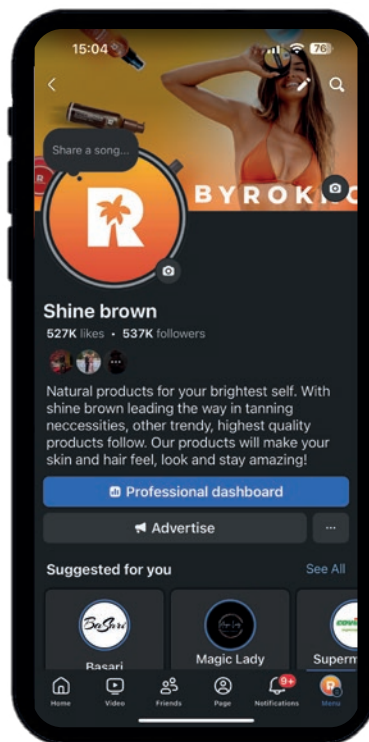 15:04
76
Share a song...
R
BYROKKO
Shine brown
527K likes • 537K followers
Natural products for your brightest self. With
shine brown leading the way in tanning
neccessities, other trendy, highest quality
products follow. Our products will make your
skin and hair feel, look and stay amazing!
Professional dashboard
Advertise
Suggested for you
See All
BaSari
Basari
Magic Lady
Superm
Home
Video
Friends
Page
9+
Notifications
R
Menu